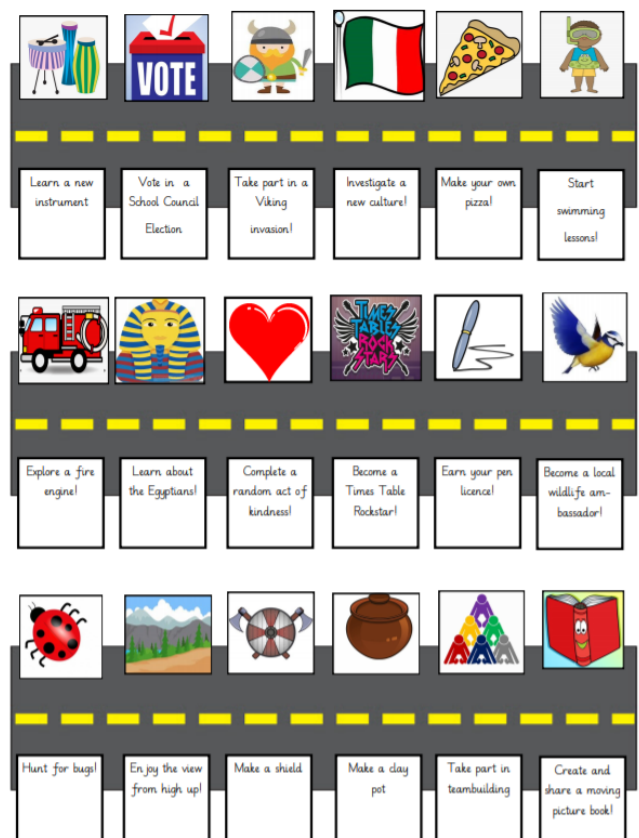 VOTE
Learn a new
instrument
Vote in a
School Council
Election
Take part in a
Viking
invasion!
Investigate a
new culture!
Make your own
pizza!
Start
swimming
lessons!
TIMES
TABLES
ROCK
STARS
Explore a fire
engine!
Learn about
the Egyptians!
Complete a
random act of
kindness!
Become a
Times Table
Rockstar!
Earn your pen
licence!
Become a local
wildlife am-
bassador!
Hunt for bugs!
Enjoy the view
from high up!
Make a shield
Make a clay
pot
Take part in
teambuilding
Create and
share a moving
picture book!